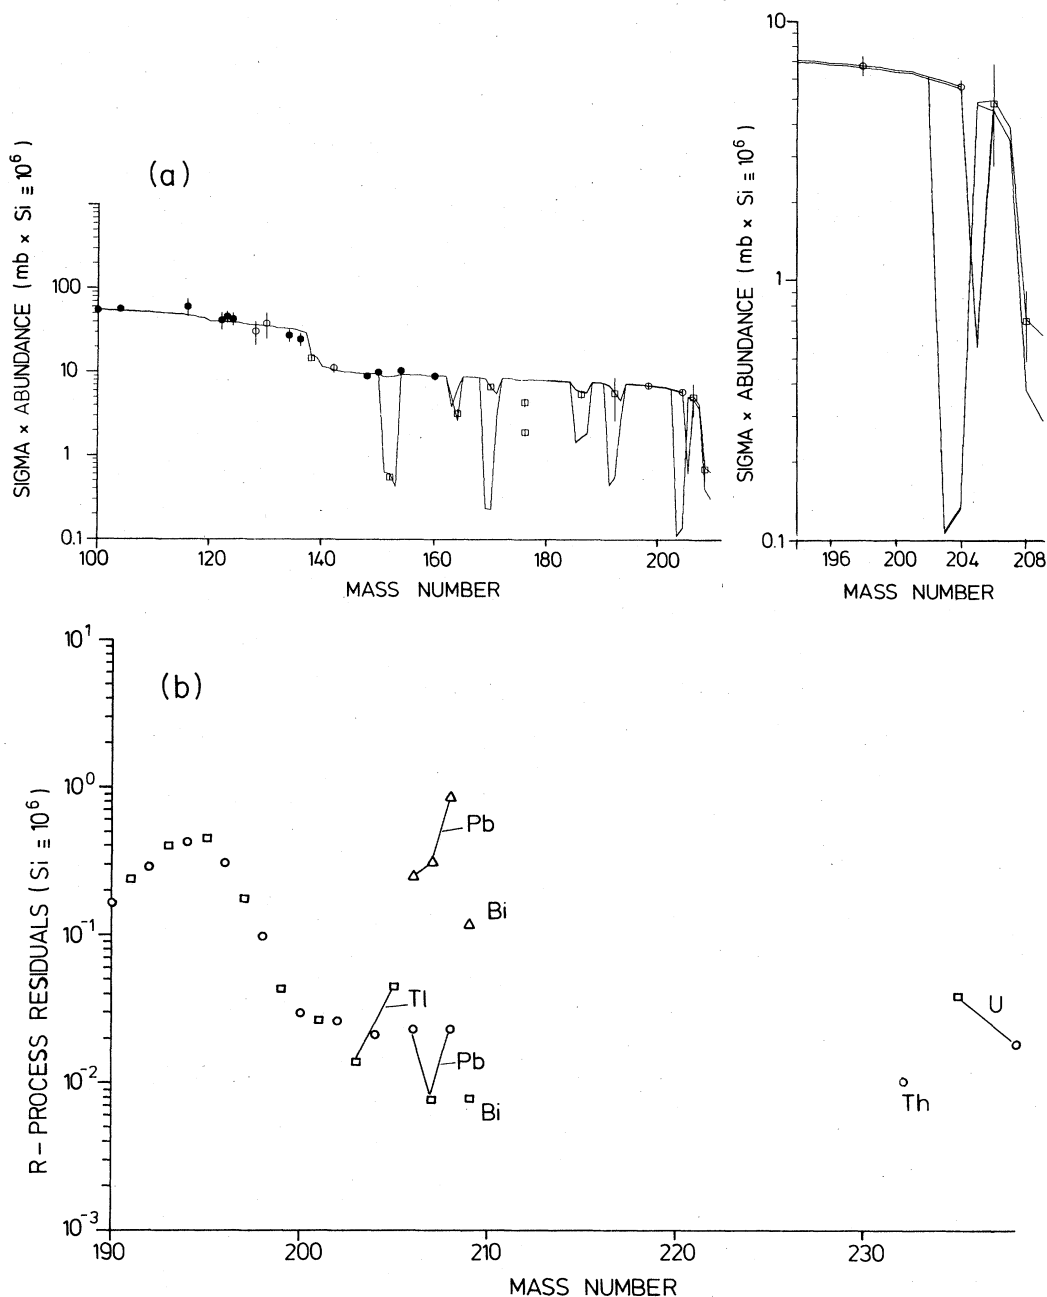 (a)
SIGMA × ABUNDANCE (mb × Si ≡ 10⁶)
100
10
1
0.1
100 120 140 160 180 200
MASS NUMBER
SIGMA × ABUNDANCE (mb × Si ≡ 10⁶)
10
1
0.1
196 200 204 208
MASS NUMBER
(b)
R-PROCESS RESIDUALS (Si ≡ 10⁶)
10¹
10⁰
10⁻¹
10⁻²
10⁻³
Pb
Bi
Tl
Pb
Bi
U
Th
190 200 210 220 230
MASS NUMBER